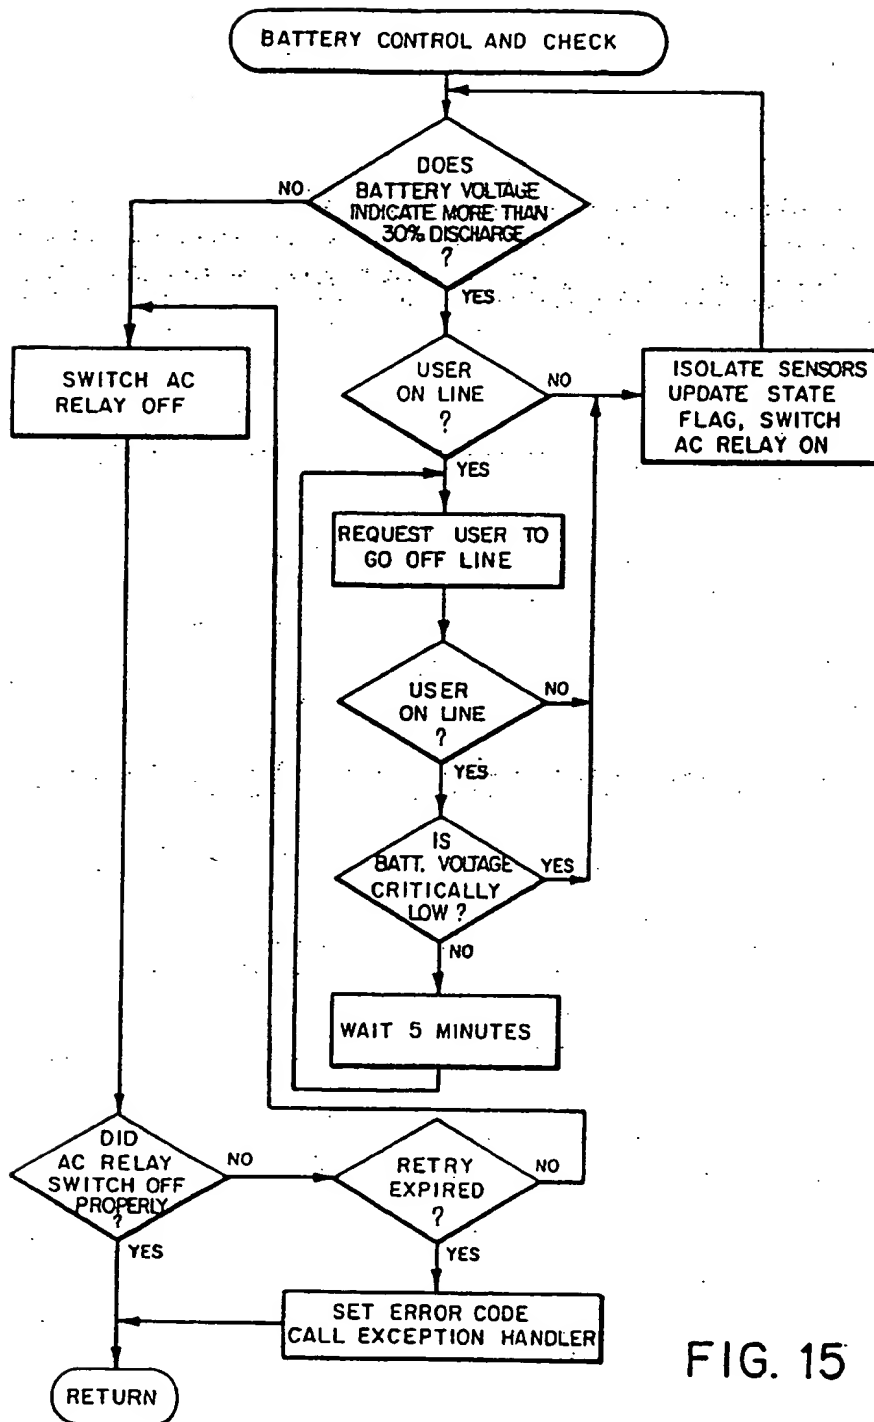 BATTERY CONTROL AND CHECK
DOES
BATTERY VOLTAGE
INDICATE MORE THAN
30% DISCHARGE
?
NO
YES
SWITCH AC
RELAY OFF
USER
ON LINE
?
NO
YES
ISOLATE SENSORS
UPDATE STATE
FLAG, SWITCH
AC RELAY ON
REQUEST USER TO
GO OFF LINE
USER
ON LINE
?
NO
YES
IS
BATT. VOLTAGE
CRITICALLY
LOW ?
YES
NO
WAIT 5 MINUTES
DID
AC RELAY
SWITCH OFF
PROPERLY
?
NO
YES
RETRY
EXPIRED
?
NO
YES
SET ERROR CODE
CALL EXCEPTION HANDLER
RETURN
FIG. 15